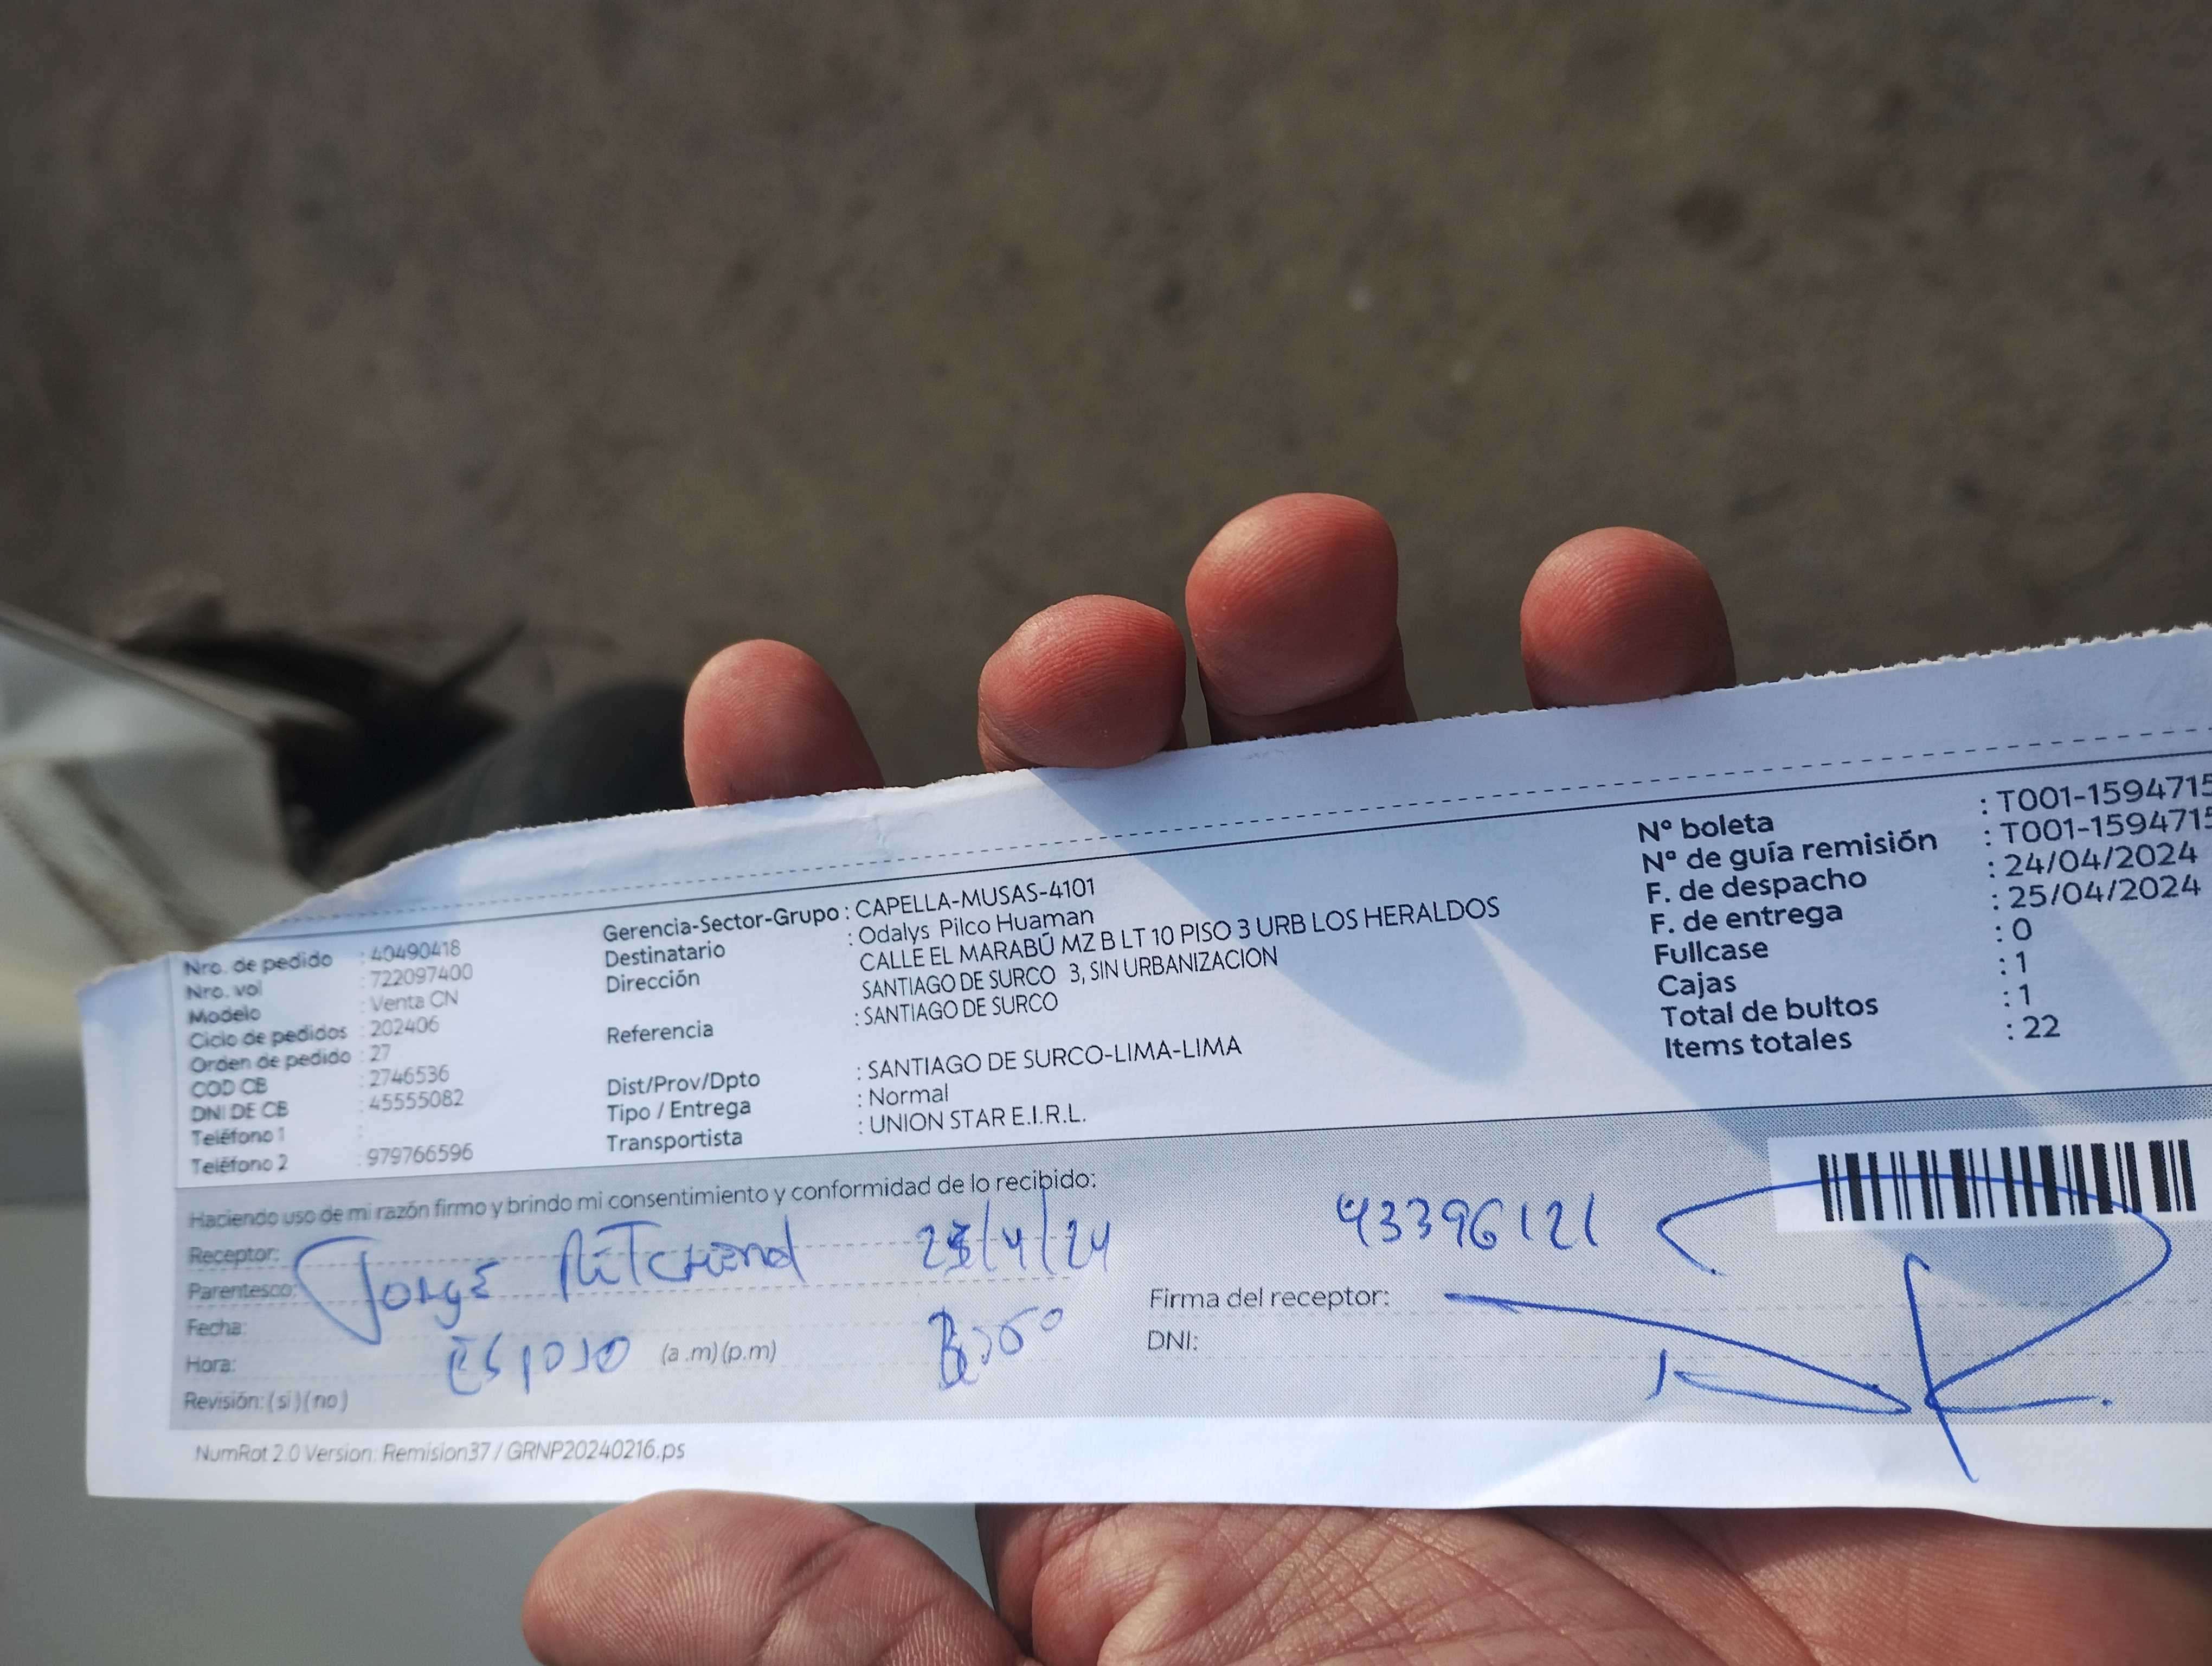 Nro. de pedido : 40490418
Nro. vol : 722097400
Modelo : Venta CN
Ciclo de pedidos : 202406
Orden de pedido : 27
COD CB : 2746536
DNI DE CB : 45555082
Teléfono 1 :
Teléfono 2 : 979766596
Gerencia-Sector-Grupo : CAPELLA-MUSAS-4101
Destinatario : Odalys Pilco Huaman
Dirección CALLE EL MARABÚ MZ B LT 10 PISO 3 URB LOS HERALDOS
SANTIAGO DE SURCO 3, SIN URBANIZACION
Referencia : SANTIAGO DE SURCO
Dist/Prov/Dpto : SANTIAGO DE SURCO-LIMA-LIMA
Tipo / Entrega : Normal
Transportista : UNION STAR E.I.R.L.
Nº boleta : T001-1594715
Nº de guía remisión : T001-1594715
F. de despacho : 24/04/2024
F. de entrega : 25/04/2024
Fullcase : 0
Cajas : 1
Total de bultos : 1
Items totales : 22
Haciendo uso de mi razón firmo y brindo mi consentimiento y conformidad de lo recibido:
Receptor: Jorge
Parentesco:
Fecha:
Hora: Esposo (a.m)(p.m)
Revisión: (si)(no)
43396121
Firma del receptor:
DNI:
NumRot 2.0 Version: Remision37 / GRNP20240216.ps